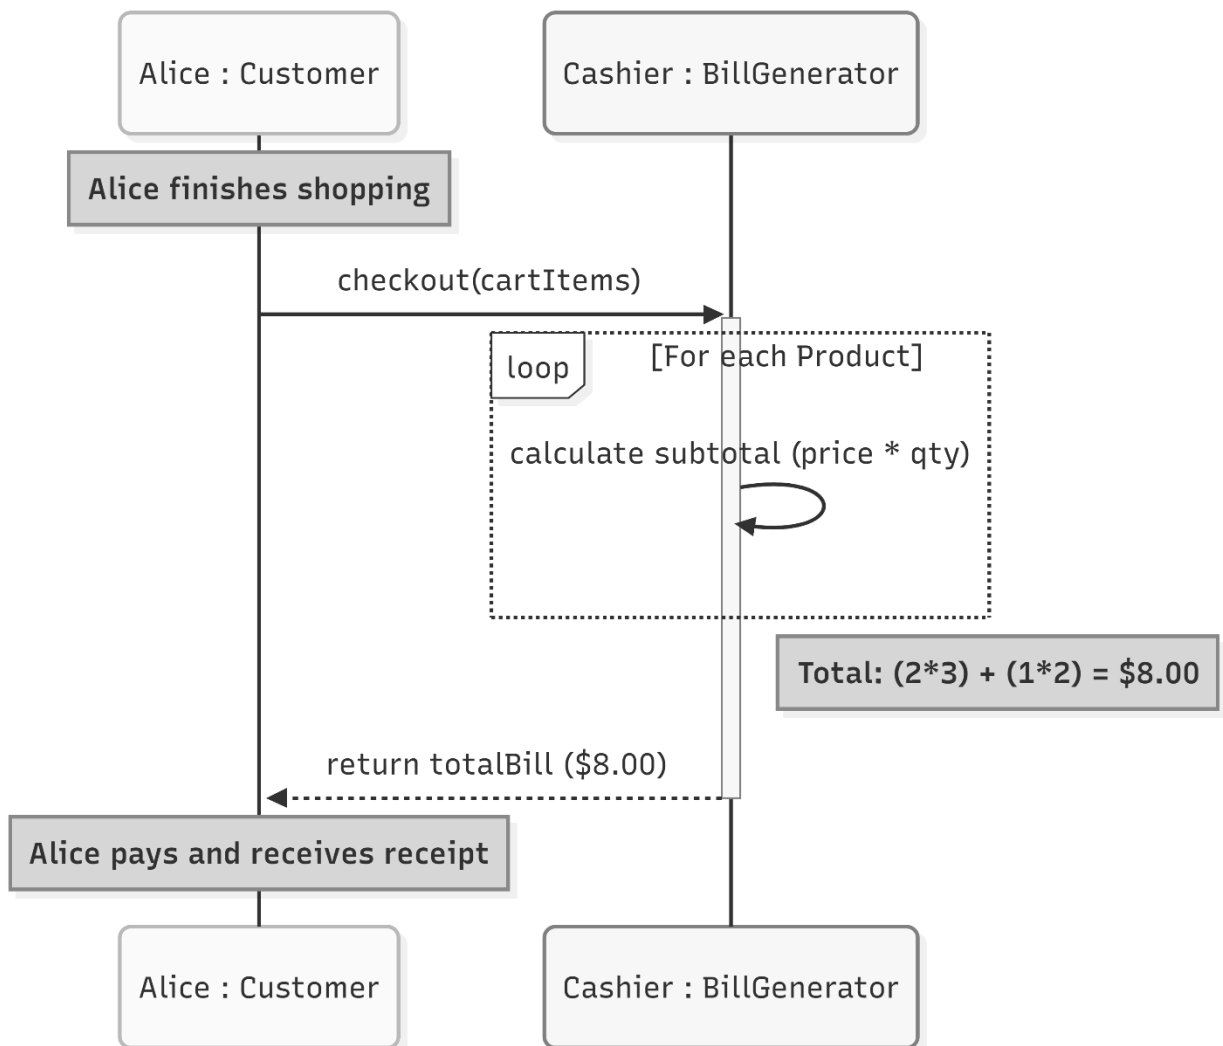 Alice : Customer
Cashier : BillGenerator
Alice finishes shopping
checkout(cartItems)
loop
[For each Product]
calculate subtotal (price * qty)
Total: (2*3) + (1*2) = $8.00
return totalBill ($8.00)
Alice pays and receives receipt
Alice : Customer
Cashier : BillGenerator